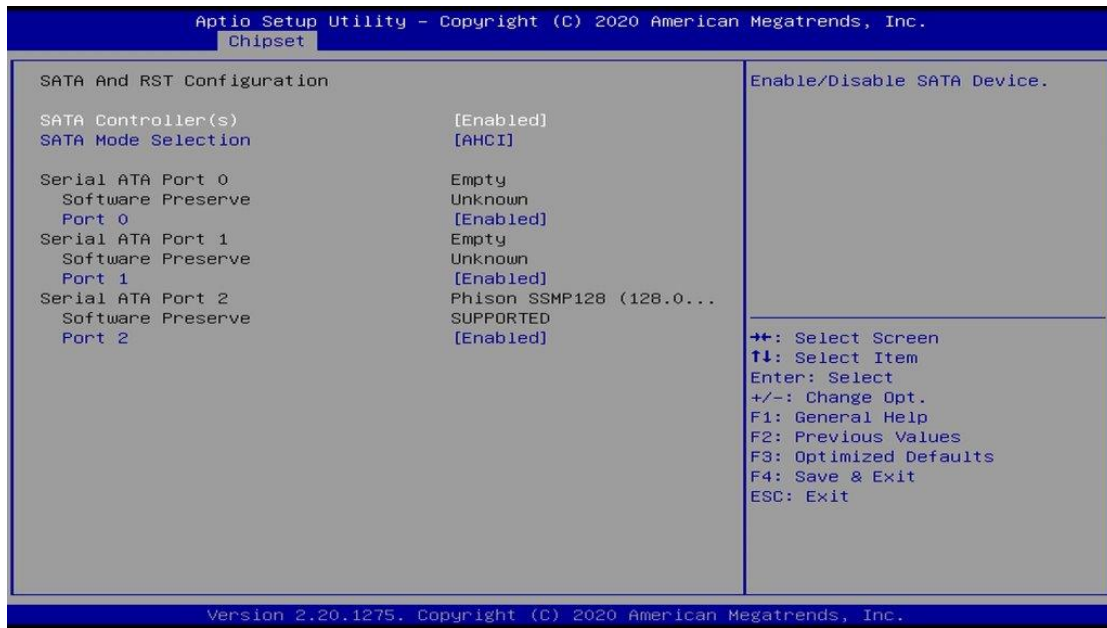 Aptio Setup Utility – Copyright (C) 2020 American Megatrends, Inc.
Chipset
SATA And RST Configuration
SATA Controller(s) [Enabled]
SATA Mode Selection [AHCI]
Serial ATA Port 0 Empty
Software Preserve Unknown
Port 0 [Enabled]
Serial ATA Port 1 Empty
Software Preserve Unknown
Port 1 [Enabled]
Serial ATA Port 2 Phison SSMP128 (128.0...
Software Preserve SUPPORTED
Port 2 [Enabled]
Enable/Disable SATA Device.
→←: Select Screen
↑↓: Select Item
Enter: Select
+/-: Change Opt.
F1: General Help
F2: Previous Values
F3: Optimized Defaults
F4: Save & Exit
ESC: Exit
Version 2.20.1275. Copyright (C) 2020 American Megatrends, Inc.